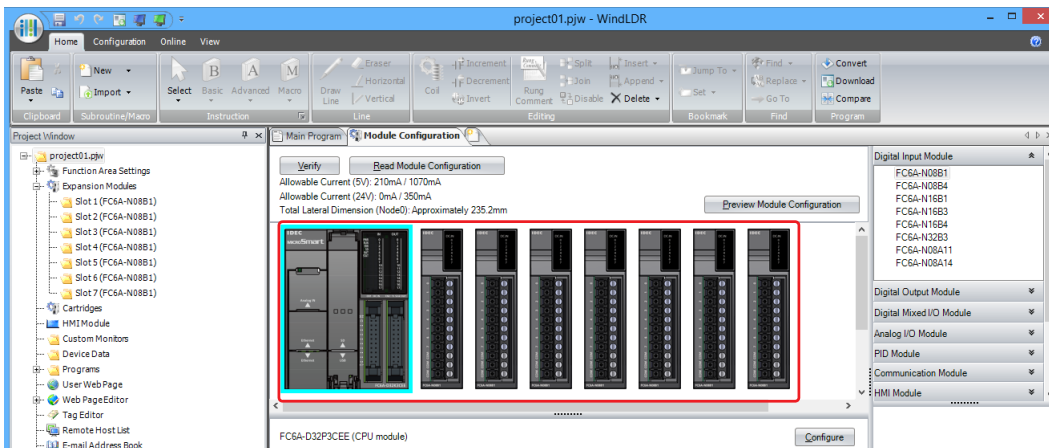 project01.pjw - WindLDR
Home Configuration Online View
Paste
New
Import
Select Basic Advanced Macro
Draw Line
Eraser
Horizontal
Vertical
Coil
Increment
Decrement
Invert
Rung Comment
Split
Join
Disable
Insert
Append
Delete
Jump To
Set
Find
Replace
Go To
Convert
Download
Compare
Clipboard Subroutine/Macro Instruction Line Editing Bookmark Find Program
Project Window
Main Program Module Configuration
project01.pjw
Function Area Settings
Expansion Modules
Slot 1 (FC6A-N08B1)
Slot 2 (FC6A-N08B1)
Slot 3 (FC6A-N08B1)
Slot 4 (FC6A-N08B1)
Slot 5 (FC6A-N08B1)
Slot 6 (FC6A-N08B1)
Slot 7 (FC6A-N08B1)
Cartridges
HMI Module
Custom Monitors
Device Data
Programs
User Web Page
Web Page Editor
Tag Editor
Remote Host List
E-mail Address Book
Verify
Read Module Configuration
Allowable Current (5V): 210mA / 1070mA
Allowable Current (24V): 0mA / 350mA
Total Lateral Dimension (Node0): Approximately 235.2mm
Preview Module Configuration
IDEC
MICROSmart
IN OUT
FC6A-D32P3CEE (CPU module)
Configure
Digital Input Module
FC6A-N08B1
FC6A-N08B4
FC6A-N16B1
FC6A-N16B3
FC6A-N16B4
FC6A-N32B3
FC6A-N08A11
FC6A-N08A14
Digital Output Module
Digital Mixed I/O Module
Analog I/O Module
PID Module
Communication Module
HMI Module